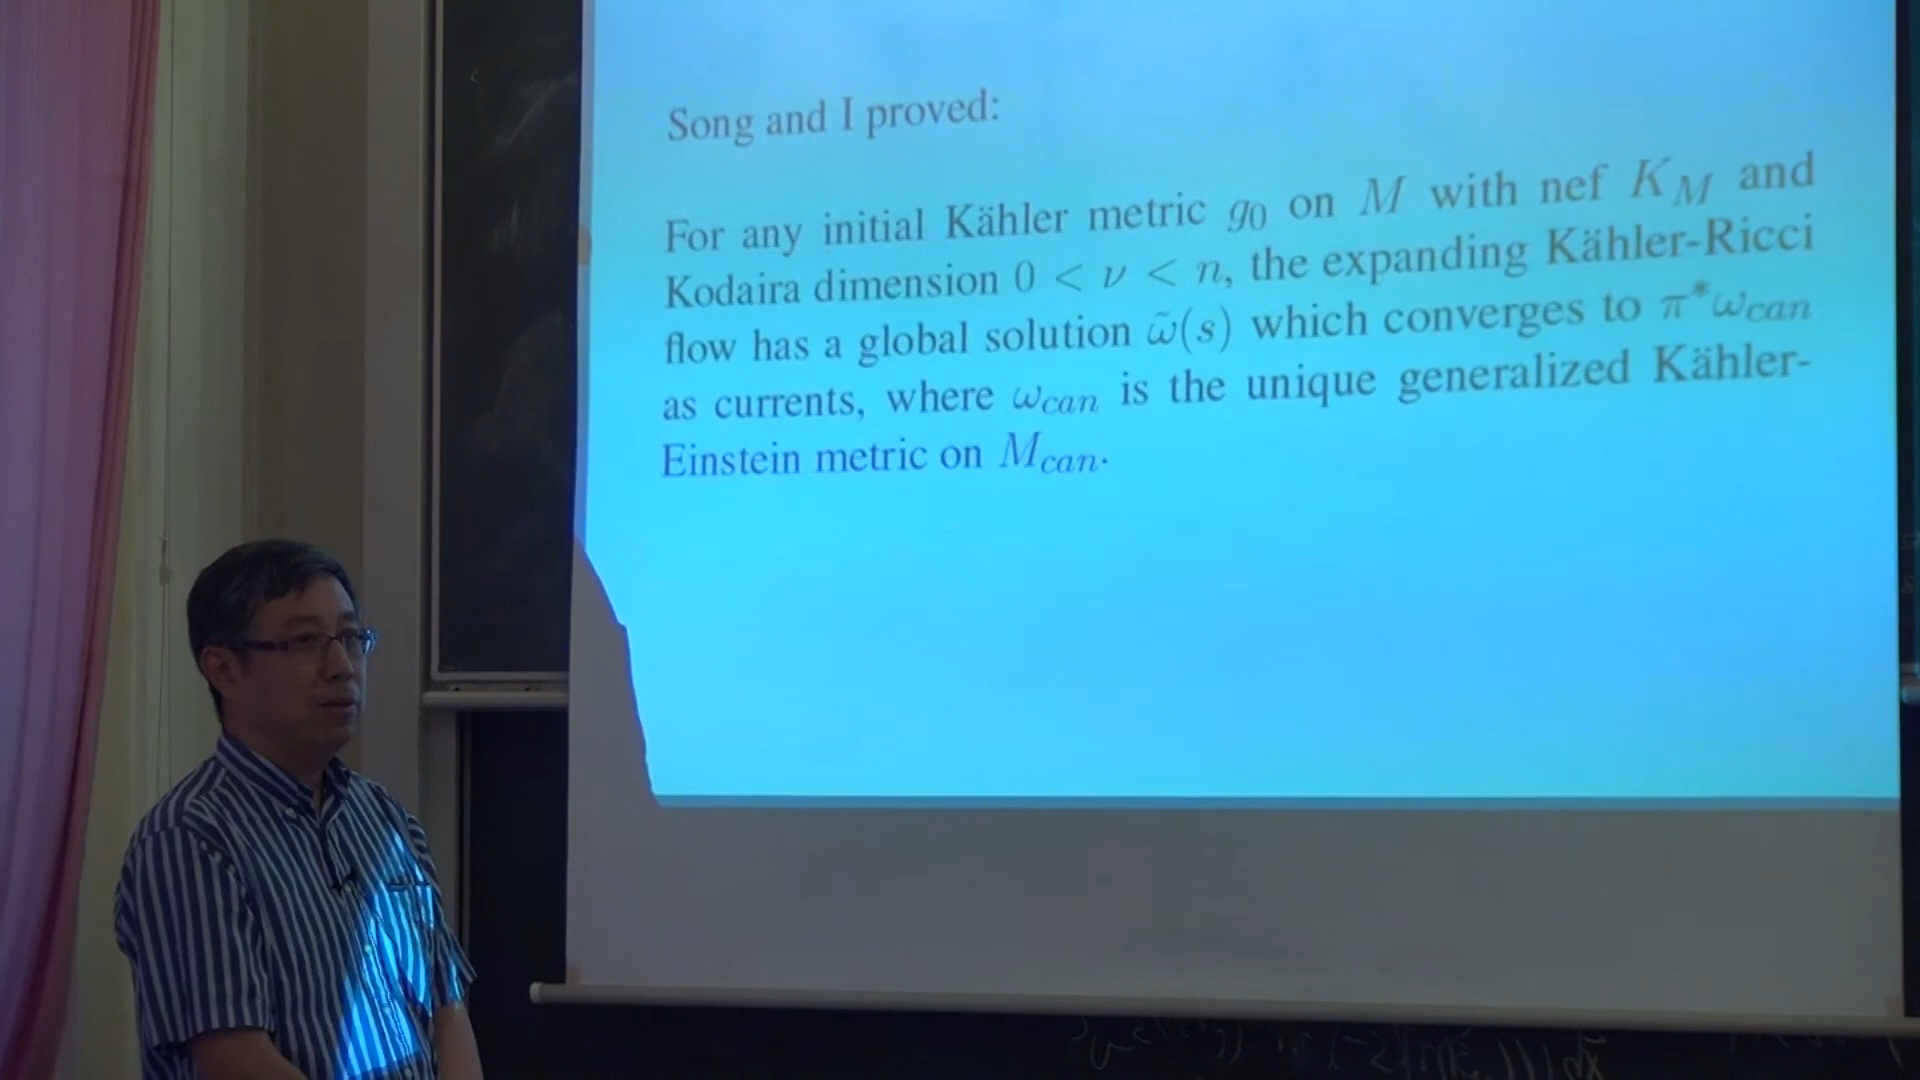 Song and I proved:
For any initial Kähler metric g₀ on M with nef K_M and
Kodaira dimension 0 < ν < n, the expanding Kähler-Ricci
flow has a global solution ω̃(s) which converges to π*ω_can
as currents, where ω_can is the unique generalized Kähler-
Einstein metric on M_can.